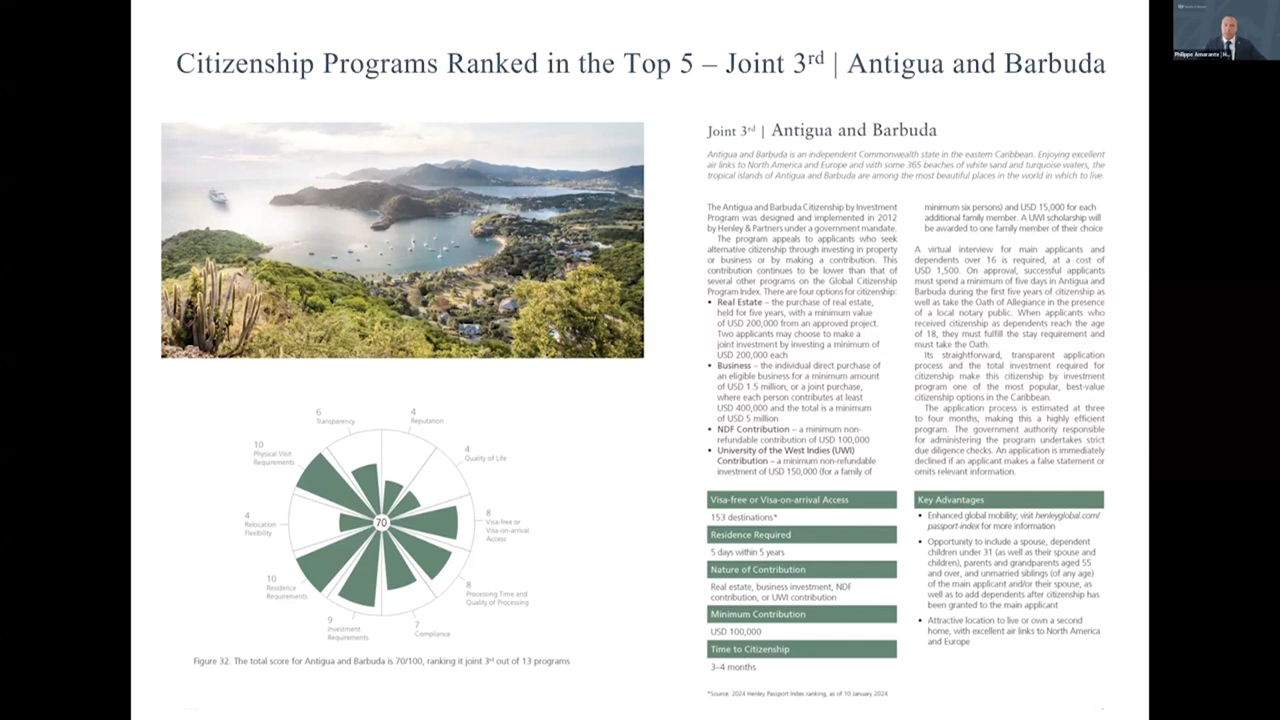 Citizenship Programs Ranked in the Top 5 – Joint 3rd | Antigua and Barbuda
Philippe Amarante | H...
Joint 3rd | Antigua and Barbuda
Antigua and Barbuda is an independent Commonwealth state in the eastern Caribbean. Enjoying excellent
air links to North America and Europe and with some 365 beaches of white sand and turquoise waters, the
tropical islands of Antigua and Barbuda are among the most beautiful places in the world in which to live.
The Antigua and Barbuda Citizenship by Investment
Program was designed and implemented in 2012
by Henley & Partners under a government mandate.
The program appeals to applicants who seek
alternative citizenship through investing in property
or business or by making a contribution. This
contribution continues to be lower than that of
several other programs on the Global Citizenship
Program Index. There are four options for citizenship:
• Real Estate – the purchase of real estate,
held for five years, with a minimum value
of USD 200,000 from an approved project.
Two applicants may choose to make a
joint investment by investing a minimum of
USD 200,000 each
• Business – the individual direct purchase of
an eligible business for a minimum amount
of USD 1.5 million, or a joint purchase,
where each person contributes at least
USD 400,000 and the total is a minimum
of USD 5 million
• NDF Contribution – a minimum non-
refundable contribution of USD 100,000
• University of the West Indies (UWI)
Contribution – a minimum non-refundable
investment of USD 150,000 (for a family of
minimum six persons) and USD 15,000 for each
additional family member. A UWI scholarship will
be awarded to one family member of their choice
A virtual interview for main applicants and
dependents over 16 is required, at a cost of
USD 1,500. On approval, successful applicants
must spend a minimum of five days in Antigua and
Barbuda during the first five years of citizenship as
well as take the Oath of Allegiance in the presence
of a local notary public. When applicants who
received citizenship as dependents reach the age
of 18, they must fulfill the stay requirement and
must take the Oath.
Its straightforward, transparent application
process and the total investment required for
citizenship make this citizenship by investment
program one of the most popular, best-value
citizenship options in the Caribbean.
The application process is estimated at three
to four months, making this a highly efficient
program. The government authority responsible
for administering the program undertakes strict
due diligence checks. An application is immediately
declined if an applicant makes a false statement or
omits relevant information.
6
Transparency
4
Reputation
4
Quality of Life
8
Visa-free or
Visa-on-arrival
Access
8
Processing Time and
Quality of Processing
7
Compliance
9
Investment
Requirements
10
Residence
Requirements
4
Relocation
Flexibility
10
Physical Visit
Requirements
70
Figure 32. The total score for Antigua and Barbuda is 70/100, ranking it joint 3rd out of 13 programs
Visa-free or Visa-on-arrival Access
153 destinations*
Residence Required
5 days within 5 years
Nature of Contribution
Real estate, business investment, NDF
contribution, or UWI contribution
Minimum Contribution
USD 100,000
Time to Citizenship
3–4 months
Key Advantages
• Enhanced global mobility; visit henleyglobal.com/
passport-index for more information
• Opportunity to include a spouse, dependent
children under 31 (as well as their spouse and
children), parents and grandparents aged 55
and over, and unmarried siblings (of any age)
of the main applicant and/or their spouse, as
well as to add dependents after citizenship has
been granted to the main applicant
• Attractive location to live or own a second
home, with excellent air links to North America
and Europe
*Source: 2024 Henley Passport Index ranking, as of 10 January 2024